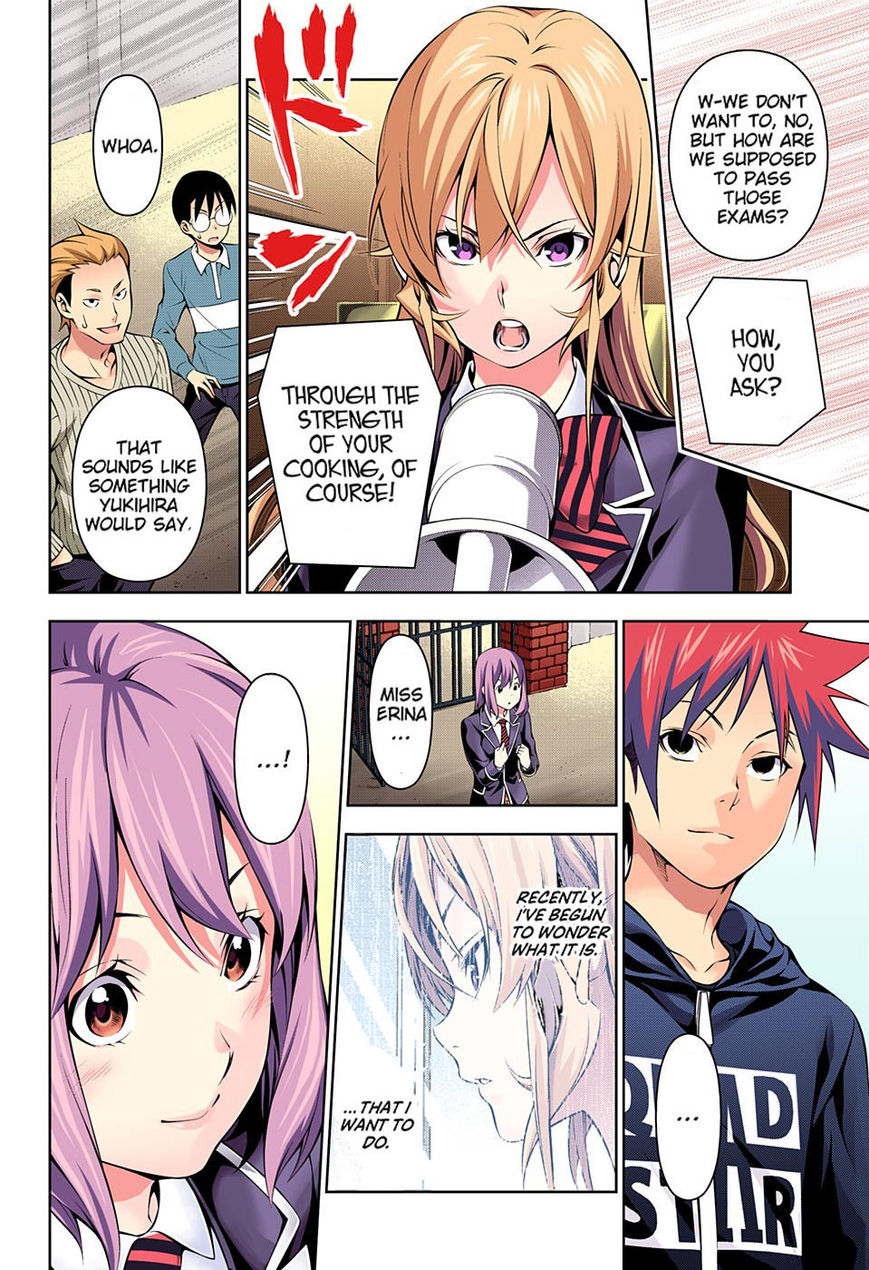 W-WE DON'T
WANT TO, NO,
BUT HOW ARE
WE SUPPOSED
TO PASS
THOSE
EXAMS?
HOW,
YOU
ASK?
ドンッ
THROUGH THE
STRENGTH
OF YOUR
COOKING, OF
COURSE!
WHOA.
THAT
SOUNDS LIKE
SOMETHING
YUKIHIRA
WOULD SAY.
...
MISS
ERINA
...
RECENTLY,
I'VE BEGUN
TO WONDER
WHAT IT IS.
...THAT I
WANT TO
DO.
...!